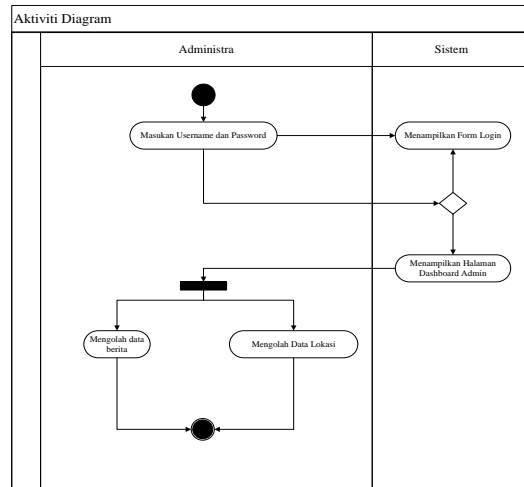 Aktiviti Diagram
Administra
Sistem
Masukan Username dan Password
Menampilkan Form Login
Menampilkan Halaman
Dashboard Admin
Mengolah data
berita
Mengolah Data Lokasi